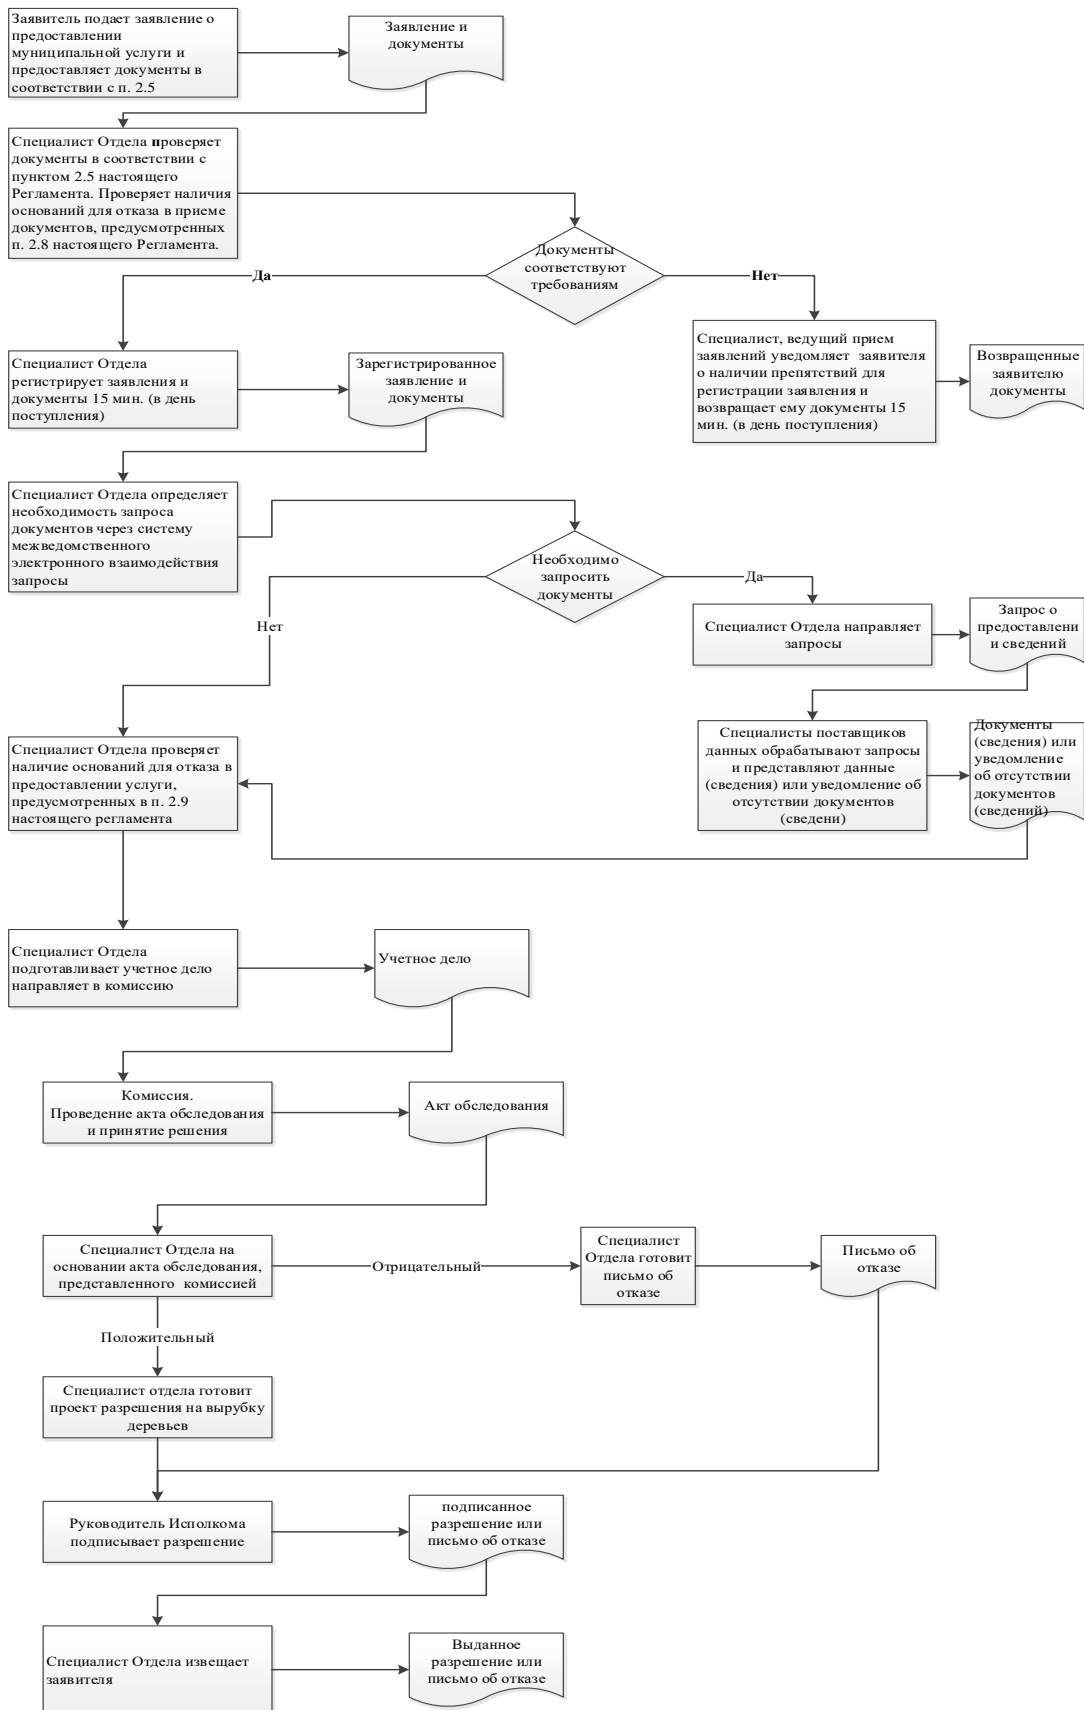 Заявитель подает заявление о
предоставлении
муниципальной услуги и
предоставляет документы в
соответствии с п. 2.5
Заявление и
документы
Специалист Отдела проверяет
документы в соответствии с
пунктом 2.5 настоящего
Регламента. Проверяет наличия
оснований для отказа в приеме
документов, предусмотренных
п. 2.8 настоящего Регламента.
Документы
соответствуют
требованиям
Да
Нет
Специалист Отдела
регистрирует заявления и
документы 15 мин. (в день
поступления)
Зарегистрированное
заявление и
документы
Специалист, ведущий прием
заявлений уведомляет заявителя
о наличии препятствий для
регистрации заявления и
возвращает ему документы 15
мин. (в день поступления)
Возвращенные
заявителю
документы
Специалист Отдела определяет
необходимость запроса
документов через систему
межведомственного
электронного взаимодействия
запросы
Необходимо
запросить
документы
Да
Нет
Специалист Отдела направляет
запросы
Запрос о
предоставлени
и сведений
Специалист Отдела проверяет
наличие оснований для отказа в
предоставлении услуги,
предусмотренных в п. 2.9
настоящего регламента
Специалисты поставщиков
данных обрабатывают запросы
и представляют данные
(сведения) или уведомление об
отсутствии документов
(сведени)
Документы
(сведения) или
уведомление
об отсутствии
документов
(сведений)
Специалист Отдела
подготавливает учетное дело
направляет в комиссию
Учетное дело
Комиссия.
Проведение акта обследования
и принятие решения
Акт обследования
Специалист Отдела на
основании акта обследования,
представленного комиссией
Отрицательный
Специалист
Отдела готовит
письмо об
отказе
Письмо об
отказе
Положительный
Специалист отдела готовит
проект разрешения на вырубку
деревьев
Руководитель Исполкома
подписывает разрешение
подписанное
разрешение или
письмо об отказе
Специалист Отдела извещает
заявителя
Выданное
разрешение или
письмо об отказе